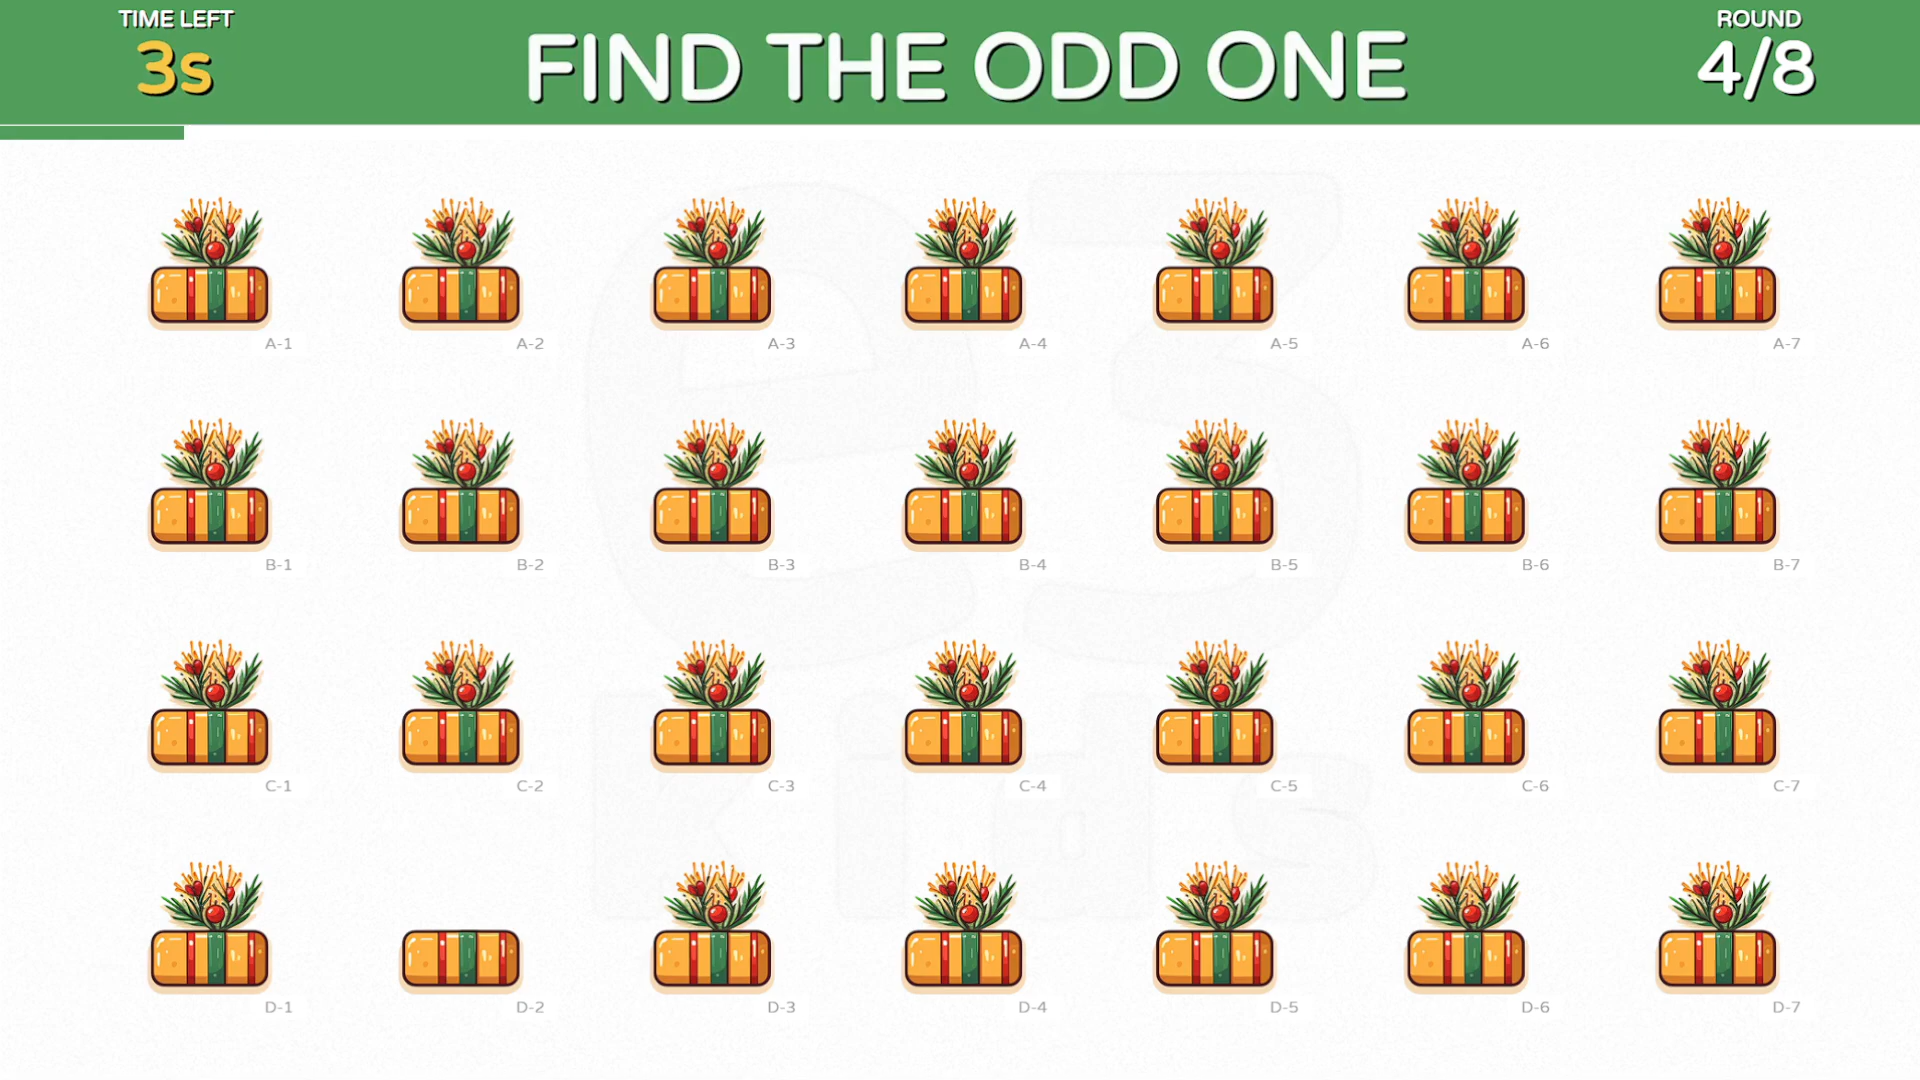 TIME LEFT
3s
FIND THE ODD ONE
ROUND
4/8
A-1 A-2 A-3 A-4 A-5 A-6 A-7
B-1 B-2 B-3 B-4 B-5 B-6 B-7
C-1 C-2 C-3 C-4 C-5 C-6 C-7
D-1 D-2 D-3 D-4 D-5 D-6 D-7
e3
kids